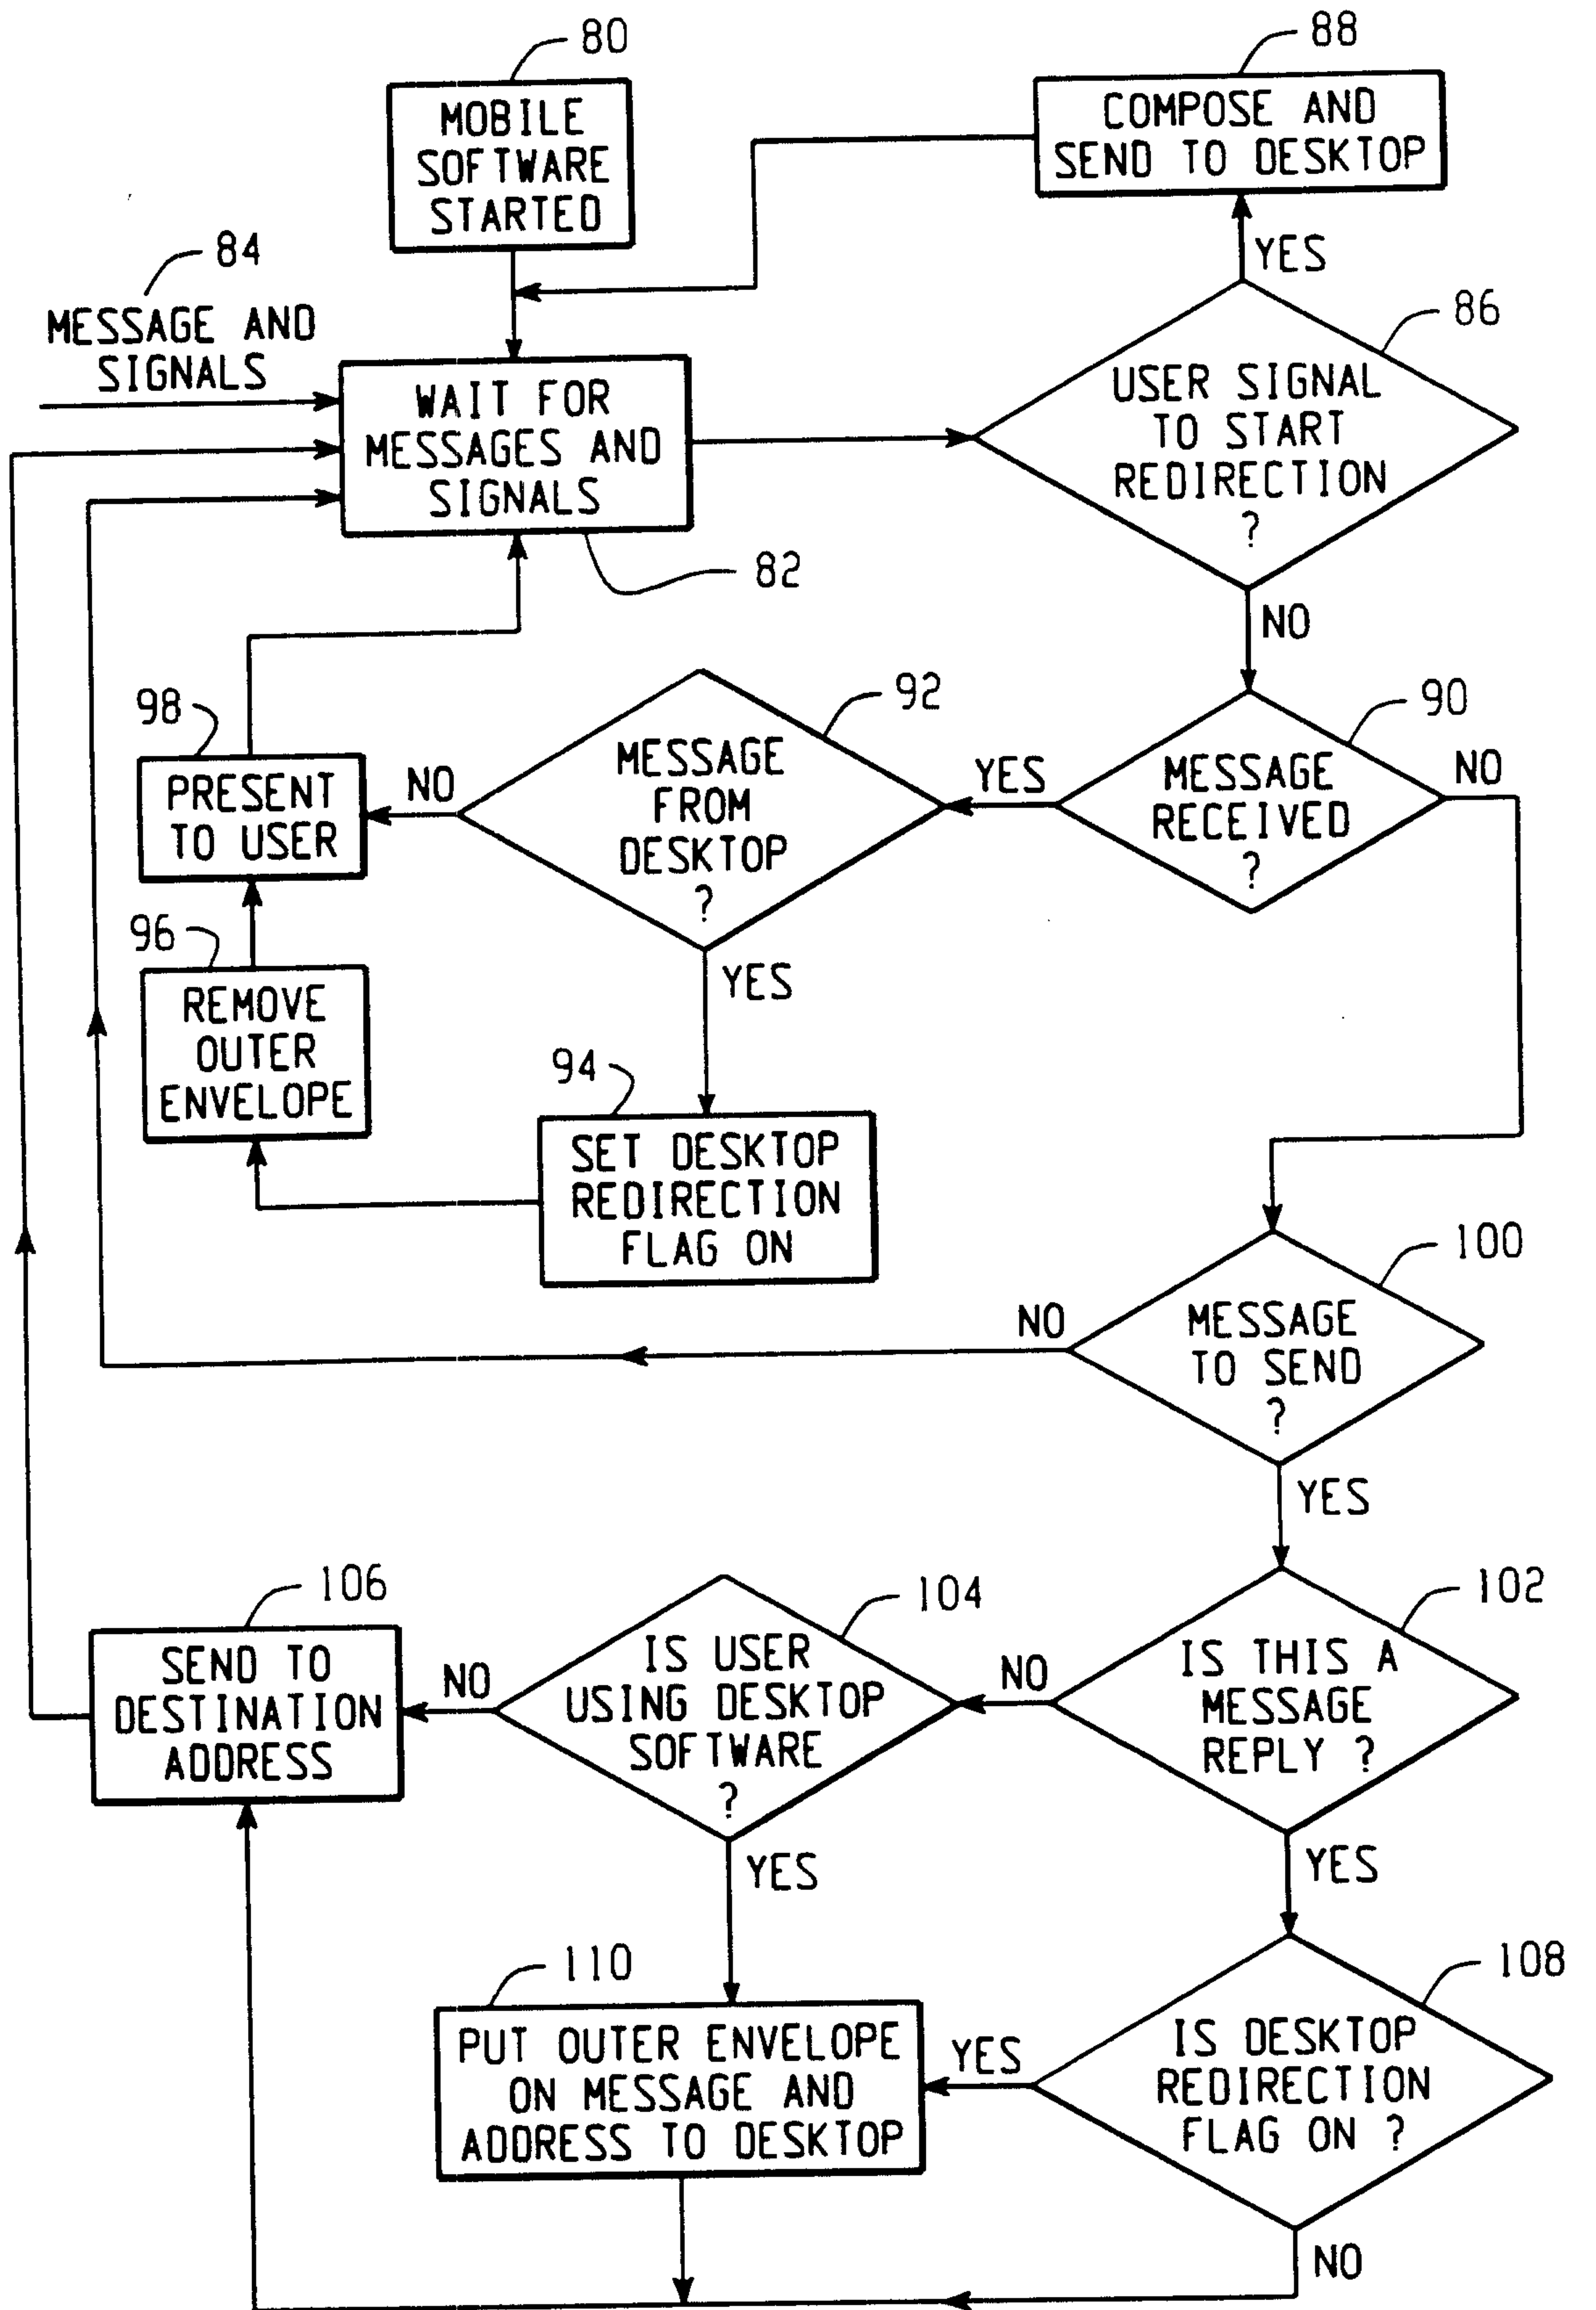 80
MOBILE
SOFTWARE
STARTED
88
COMPOSE AND
SEND TO DESKTOP
YES
84
MESSAGE AND
SIGNALS
WAIT FOR
MESSAGES AND
SIGNALS
82
86
USER SIGNAL
TO START
REDIRECTION
?
NO
98
PRESENT
TO USER
NO
92
MESSAGE
FROM
DESKTOP
?
YES
90
MESSAGE
RECEIVED
?
NO
96
REMOVE
OUTER
ENVELOPE
YES
94
SET DESKTOP
REDIRECTION
FLAG ON
100
MESSAGE
TO SEND
?
NO
YES
106
SEND TO
DESTINATION
ADDRESS
NO
104
IS USER
USING DESKTOP
SOFTWARE
?
NO
102
IS THIS A
MESSAGE
REPLY ?
YES
YES
110
PUT OUTER ENVELOPE
ON MESSAGE AND
ADDRESS TO DESKTOP
YES
108
IS DESKTOP
REDIRECTION
FLAG ON ?
NO